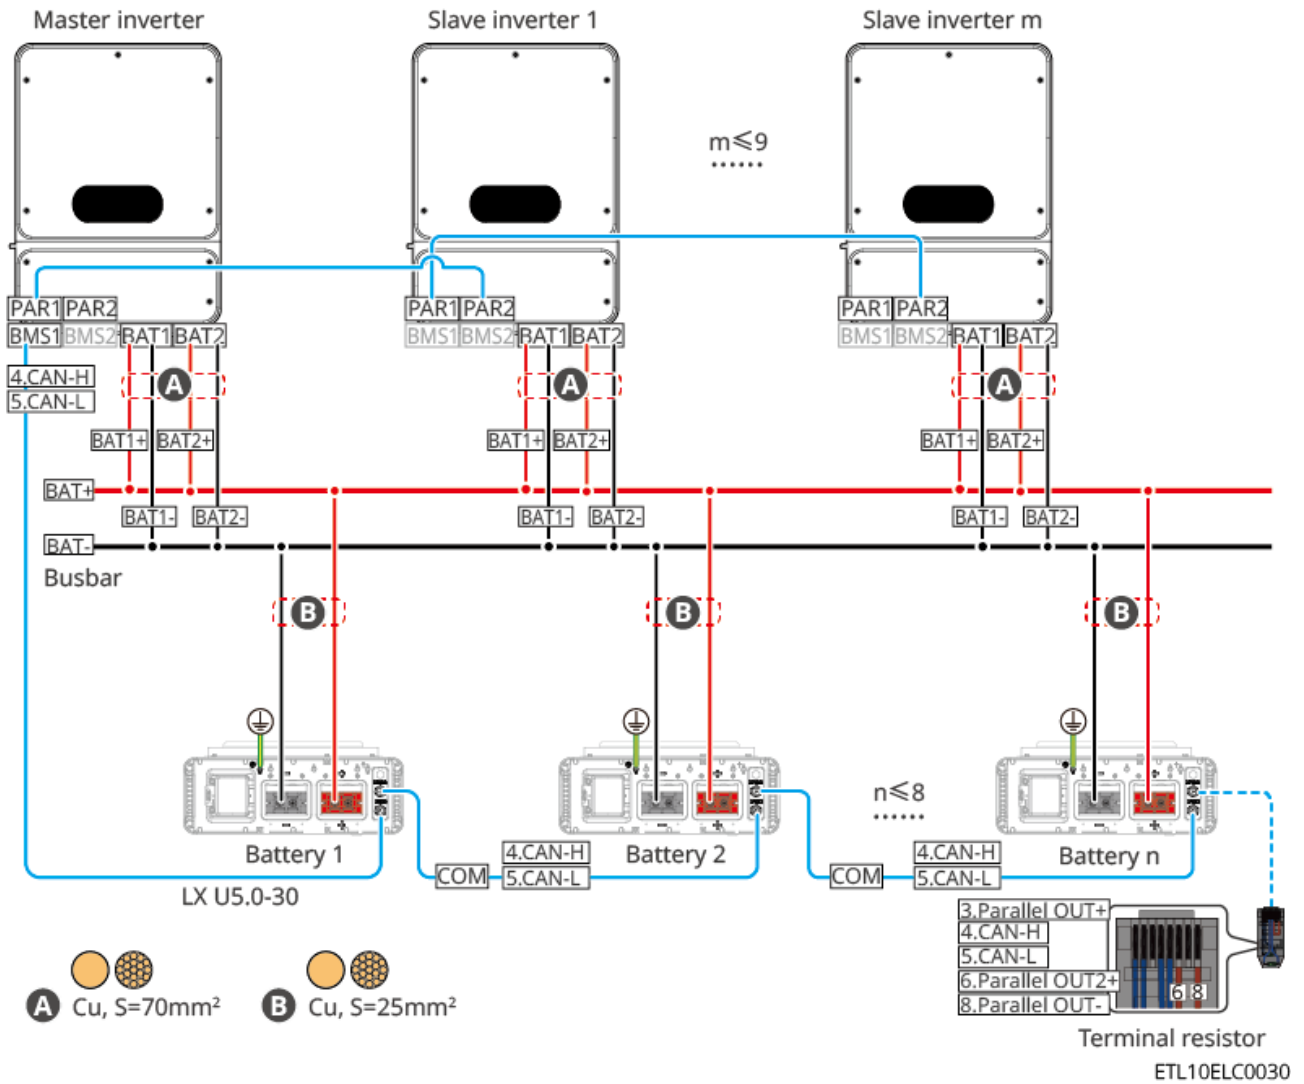 Master inverter
Slave inverter 1
Slave inverter m
m≤9
......
PAR1 PAR2
PAR1 PAR2
PAR1 PAR2
BMS1 BMS2 BAT1 BAT2
BMS1 BMS2 BAT1 BAT2
BMS1 BMS2 BAT1 BAT2
4.CAN-H
5.CAN-L
A
A
A
BAT1+ BAT2+
BAT1+ BAT2+
BAT1+ BAT2+
BAT+
BAT1- BAT2-
BAT1- BAT2-
BAT1- BAT2-
BAT-
Busbar
B
B
B
n≤8
......
Battery 1
Battery 2
Battery n
LX U5.0-30
COM
4.CAN-H
5.CAN-L
COM
4.CAN-H
5.CAN-L
3.Parallel OUT+
4.CAN-H
5.CAN-L
6.Parallel OUT2+
8.Parallel OUT-
6 8
Terminal resistor
A Cu, S=70mm²
B Cu, S=25mm²
ETL10ELC0030